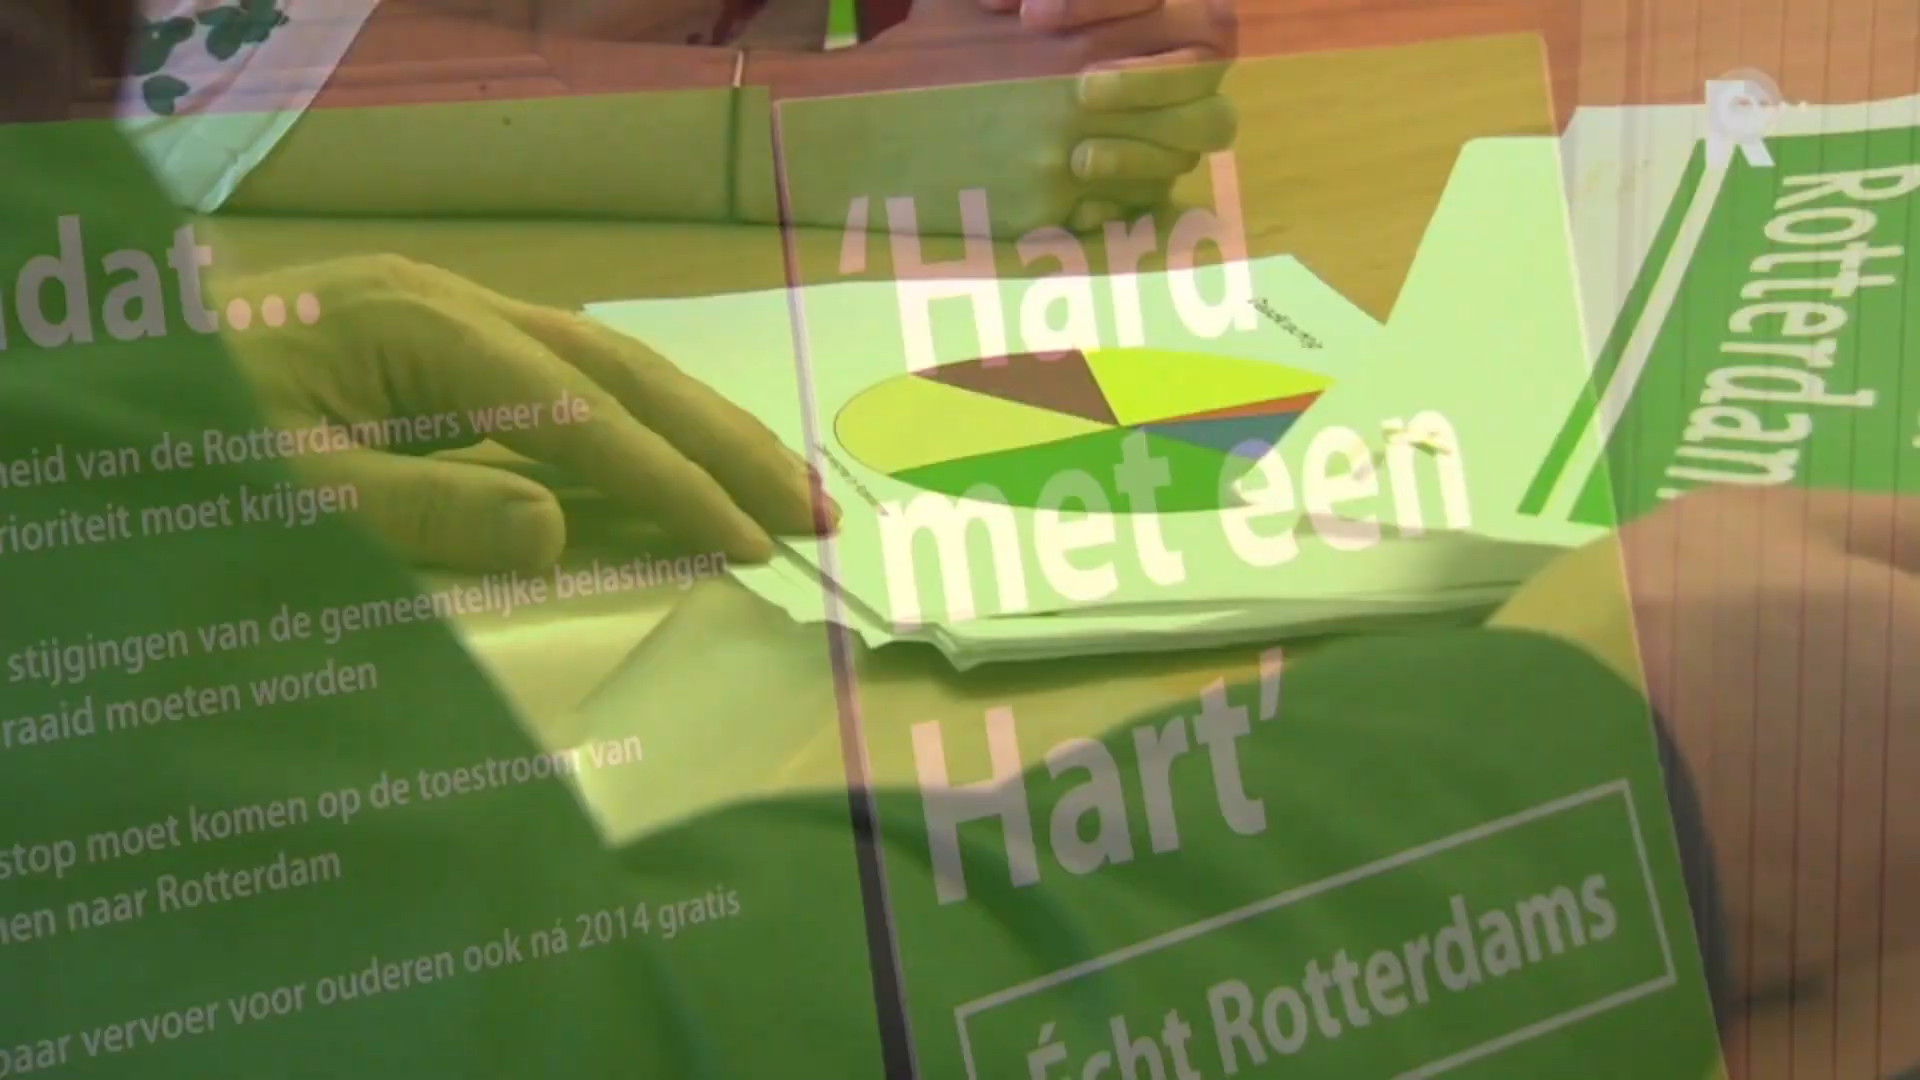 dat...
heid van de Rotterdammers weer de
rioriteit moet krijgen
stijgingen van de gemeentelijke belastingen
raaid moeten worden
stop moet komen op de toestroom van
en naar Rotterdam
baar vervoer voor ouderen ook ná 2014 gratis
‘Hard
met een
Hart’
Écht Rotterdams
Rotterdam